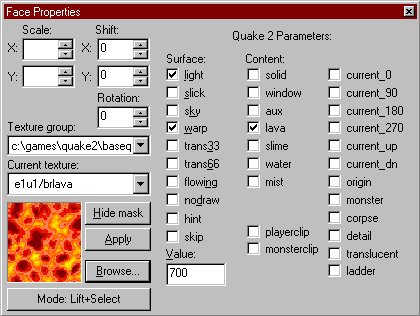 Face Properties
Scale: Shift:
X: X: 0
Y: Y: 0
Rotation:
0
Texture group:
c:\games\quake2\baseq
Current texture:
e1u1/brlava
Hide mask
Apply
Browse...
Mode: Lift+Select
Quake 2 Parameters:
Surface:
light
slick
sky
warp
trans33
trans66
flowing
nodraw
hint
skip
Value:
700
Content:
solid
window
aux
lava
slime
water
mist
playerclip
monsterclip
current_0
current_90
current_180
current_270
current_up
current_dn
origin
monster
corpse
detail
translucent
ladder